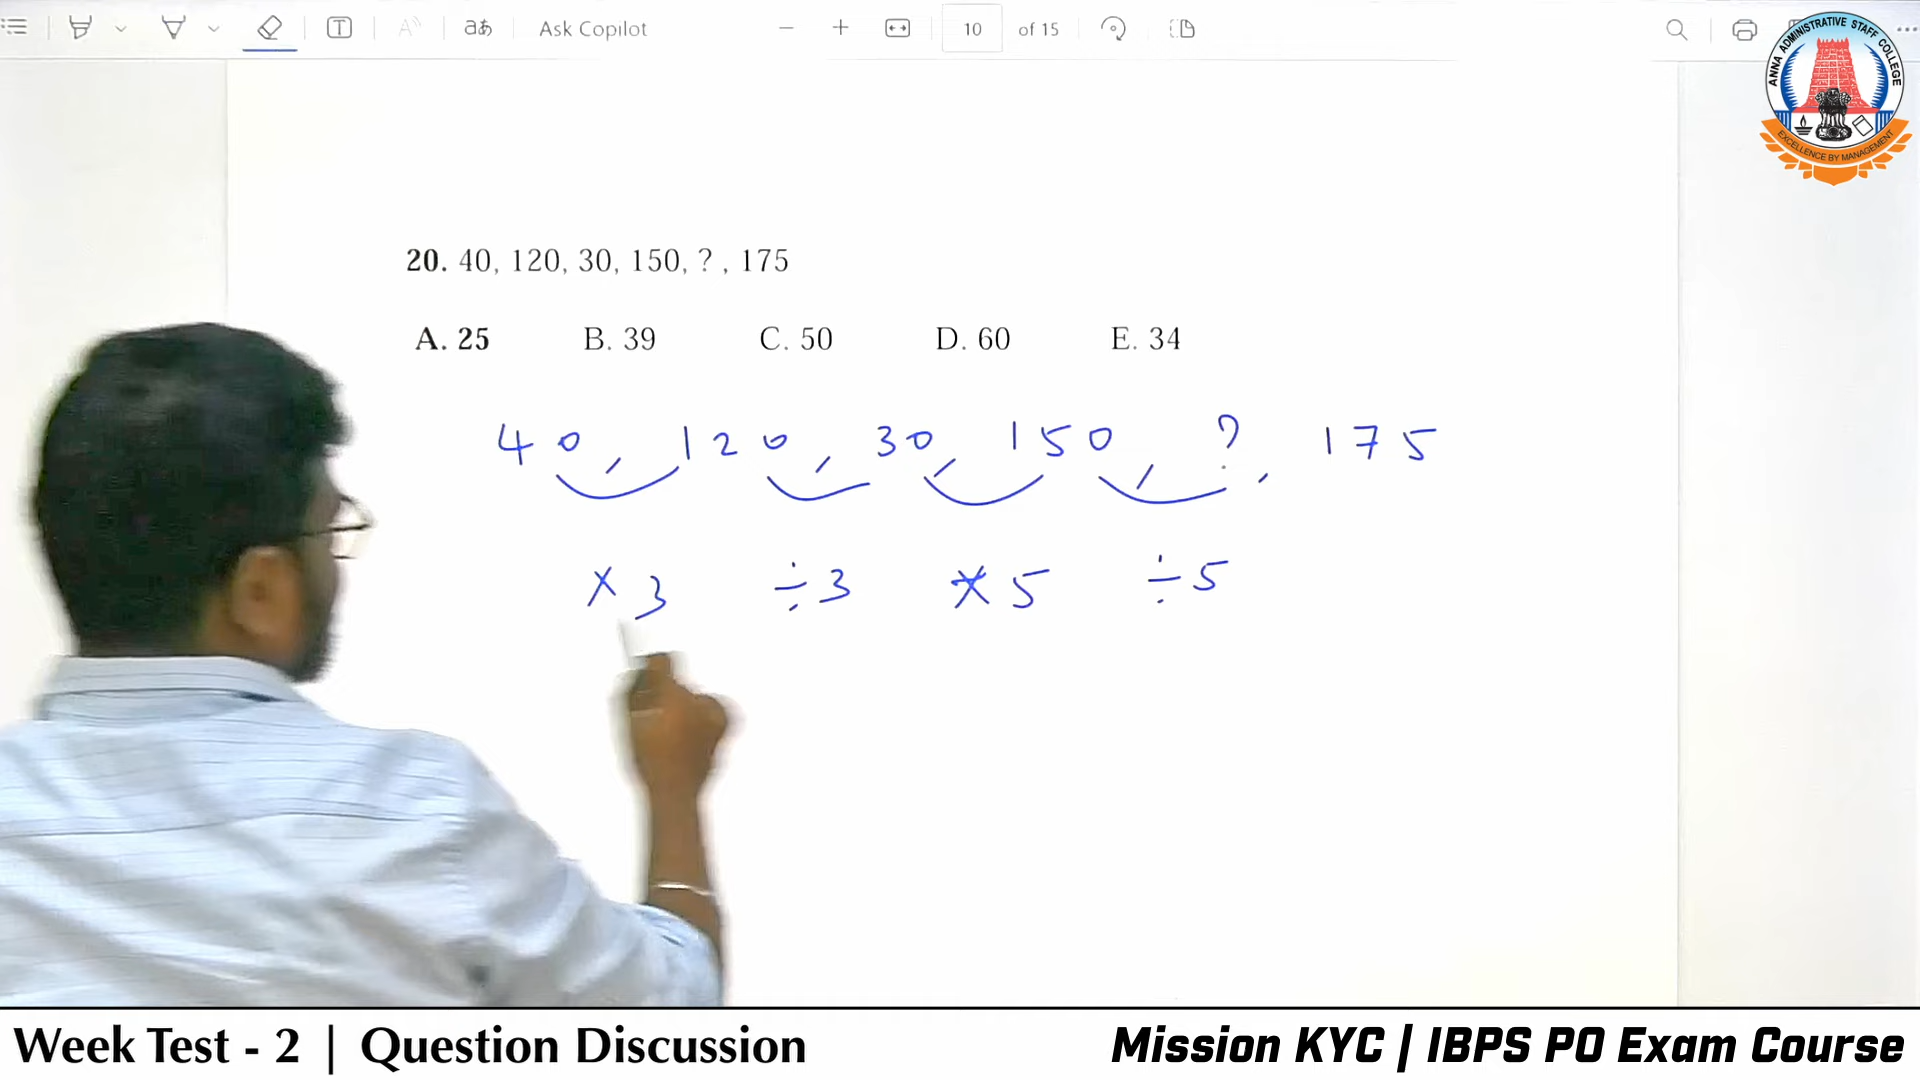 Ask Copilot
10 of 15
ANNA ADMINISTRATIVE STAFF COLLEGE
EXCELLENCE BY MANAGEMENT
20. 40, 120, 30, 150, ? , 175
A. 25 B. 39 C. 50 D. 60 E. 34
40, 120, 30, 150, ?, 175
×3 ÷3 ×5 ÷5
Week Test - 2 | Question Discussion
Mission KYC | IBPS PO Exam Course